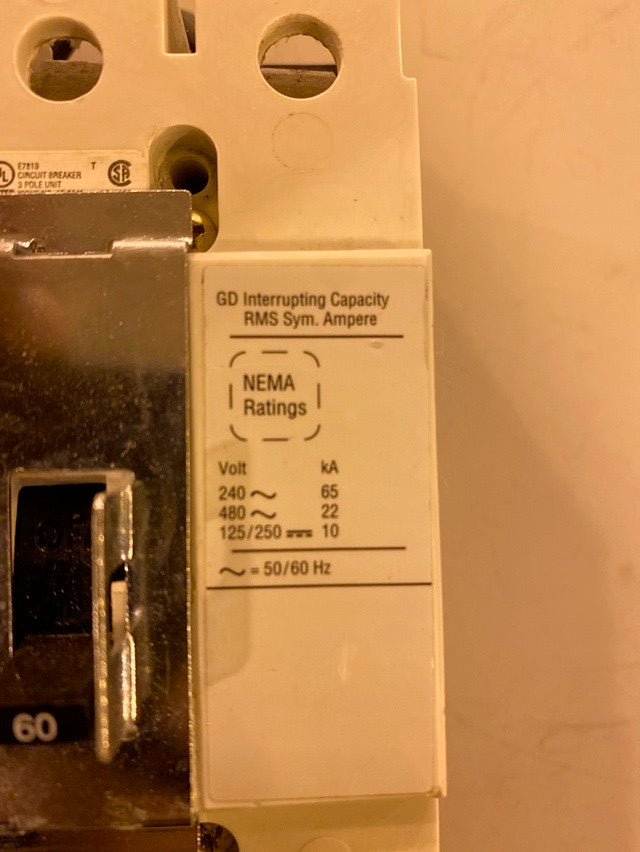 UL
E7819
CIRCUIT BREAKER
3 POLE UNIT
T
GD Interrupting Capacity
RMS Sym. Ampere
NEMA
Ratings
Volt kA
240 ~ 65
480 ~ 22
125/250 ⎓ 10
~ = 50/60 Hz
60